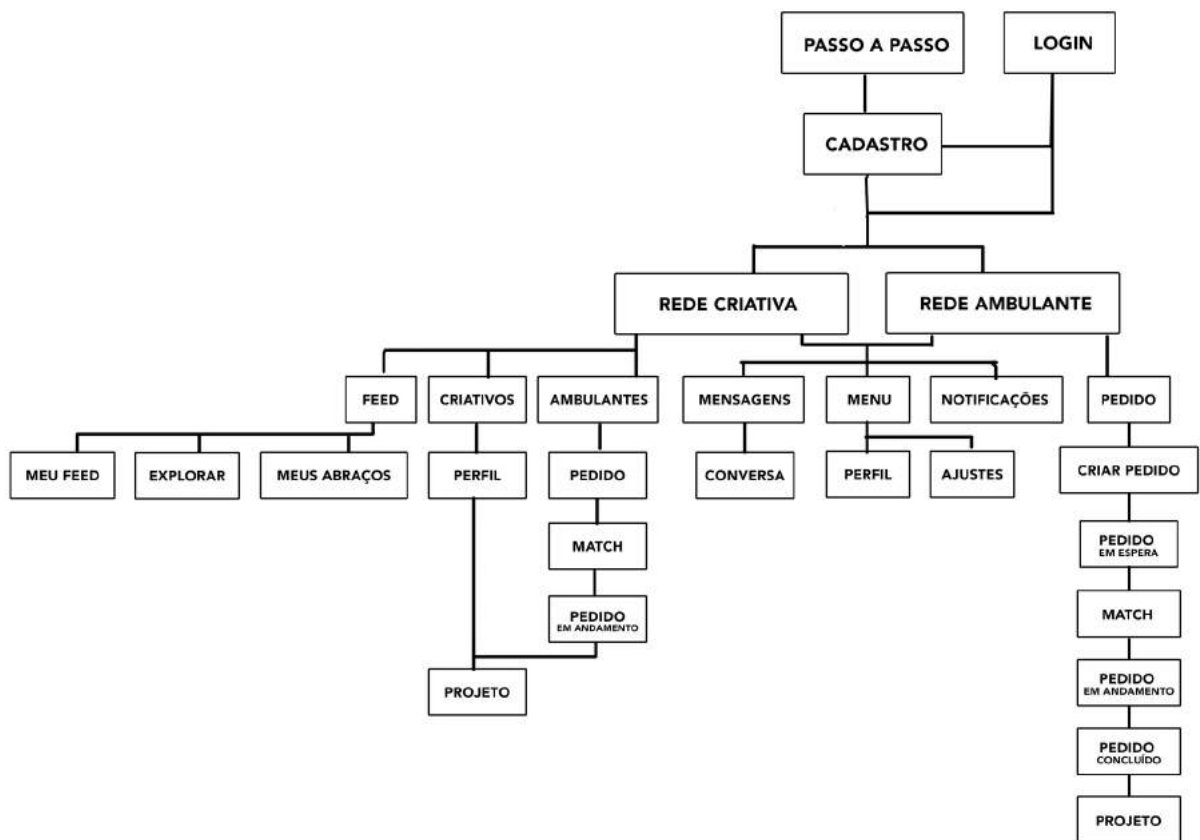 PASSO A PASSO
LOGIN
CADASTRO
REDE CRIATIVA
REDE AMBULANTE
FEED
CRIATIVOS
AMBULANTES
MENSAGENS
MENU
NOTIFICAÇÕES
PEDIDO
MEU FEED
EXPLORAR
MEUS ABRAÇOS
PERFIL
PEDIDO
CONVERSA
PERFIL
AJUSTES
CRIAR PEDIDO
MATCH
PEDIDO
EM ESPERA
PEDIDO
EM ANDAMENTO
MATCH
PROJETO
PEDIDO
EM ANDAMENTO
PEDIDO
CONCLUÍDO
PROJETO